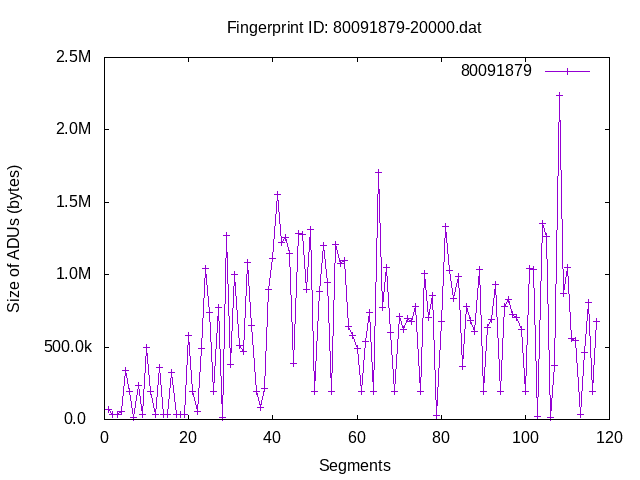 Fingerprint ID: 80091879-20000.dat
2.5M
80091879
2.0M
Size of ADUs (bytes)
1.5M
1.0M
500.0k
0.0
0 20 40 60 80 100 120
Segments